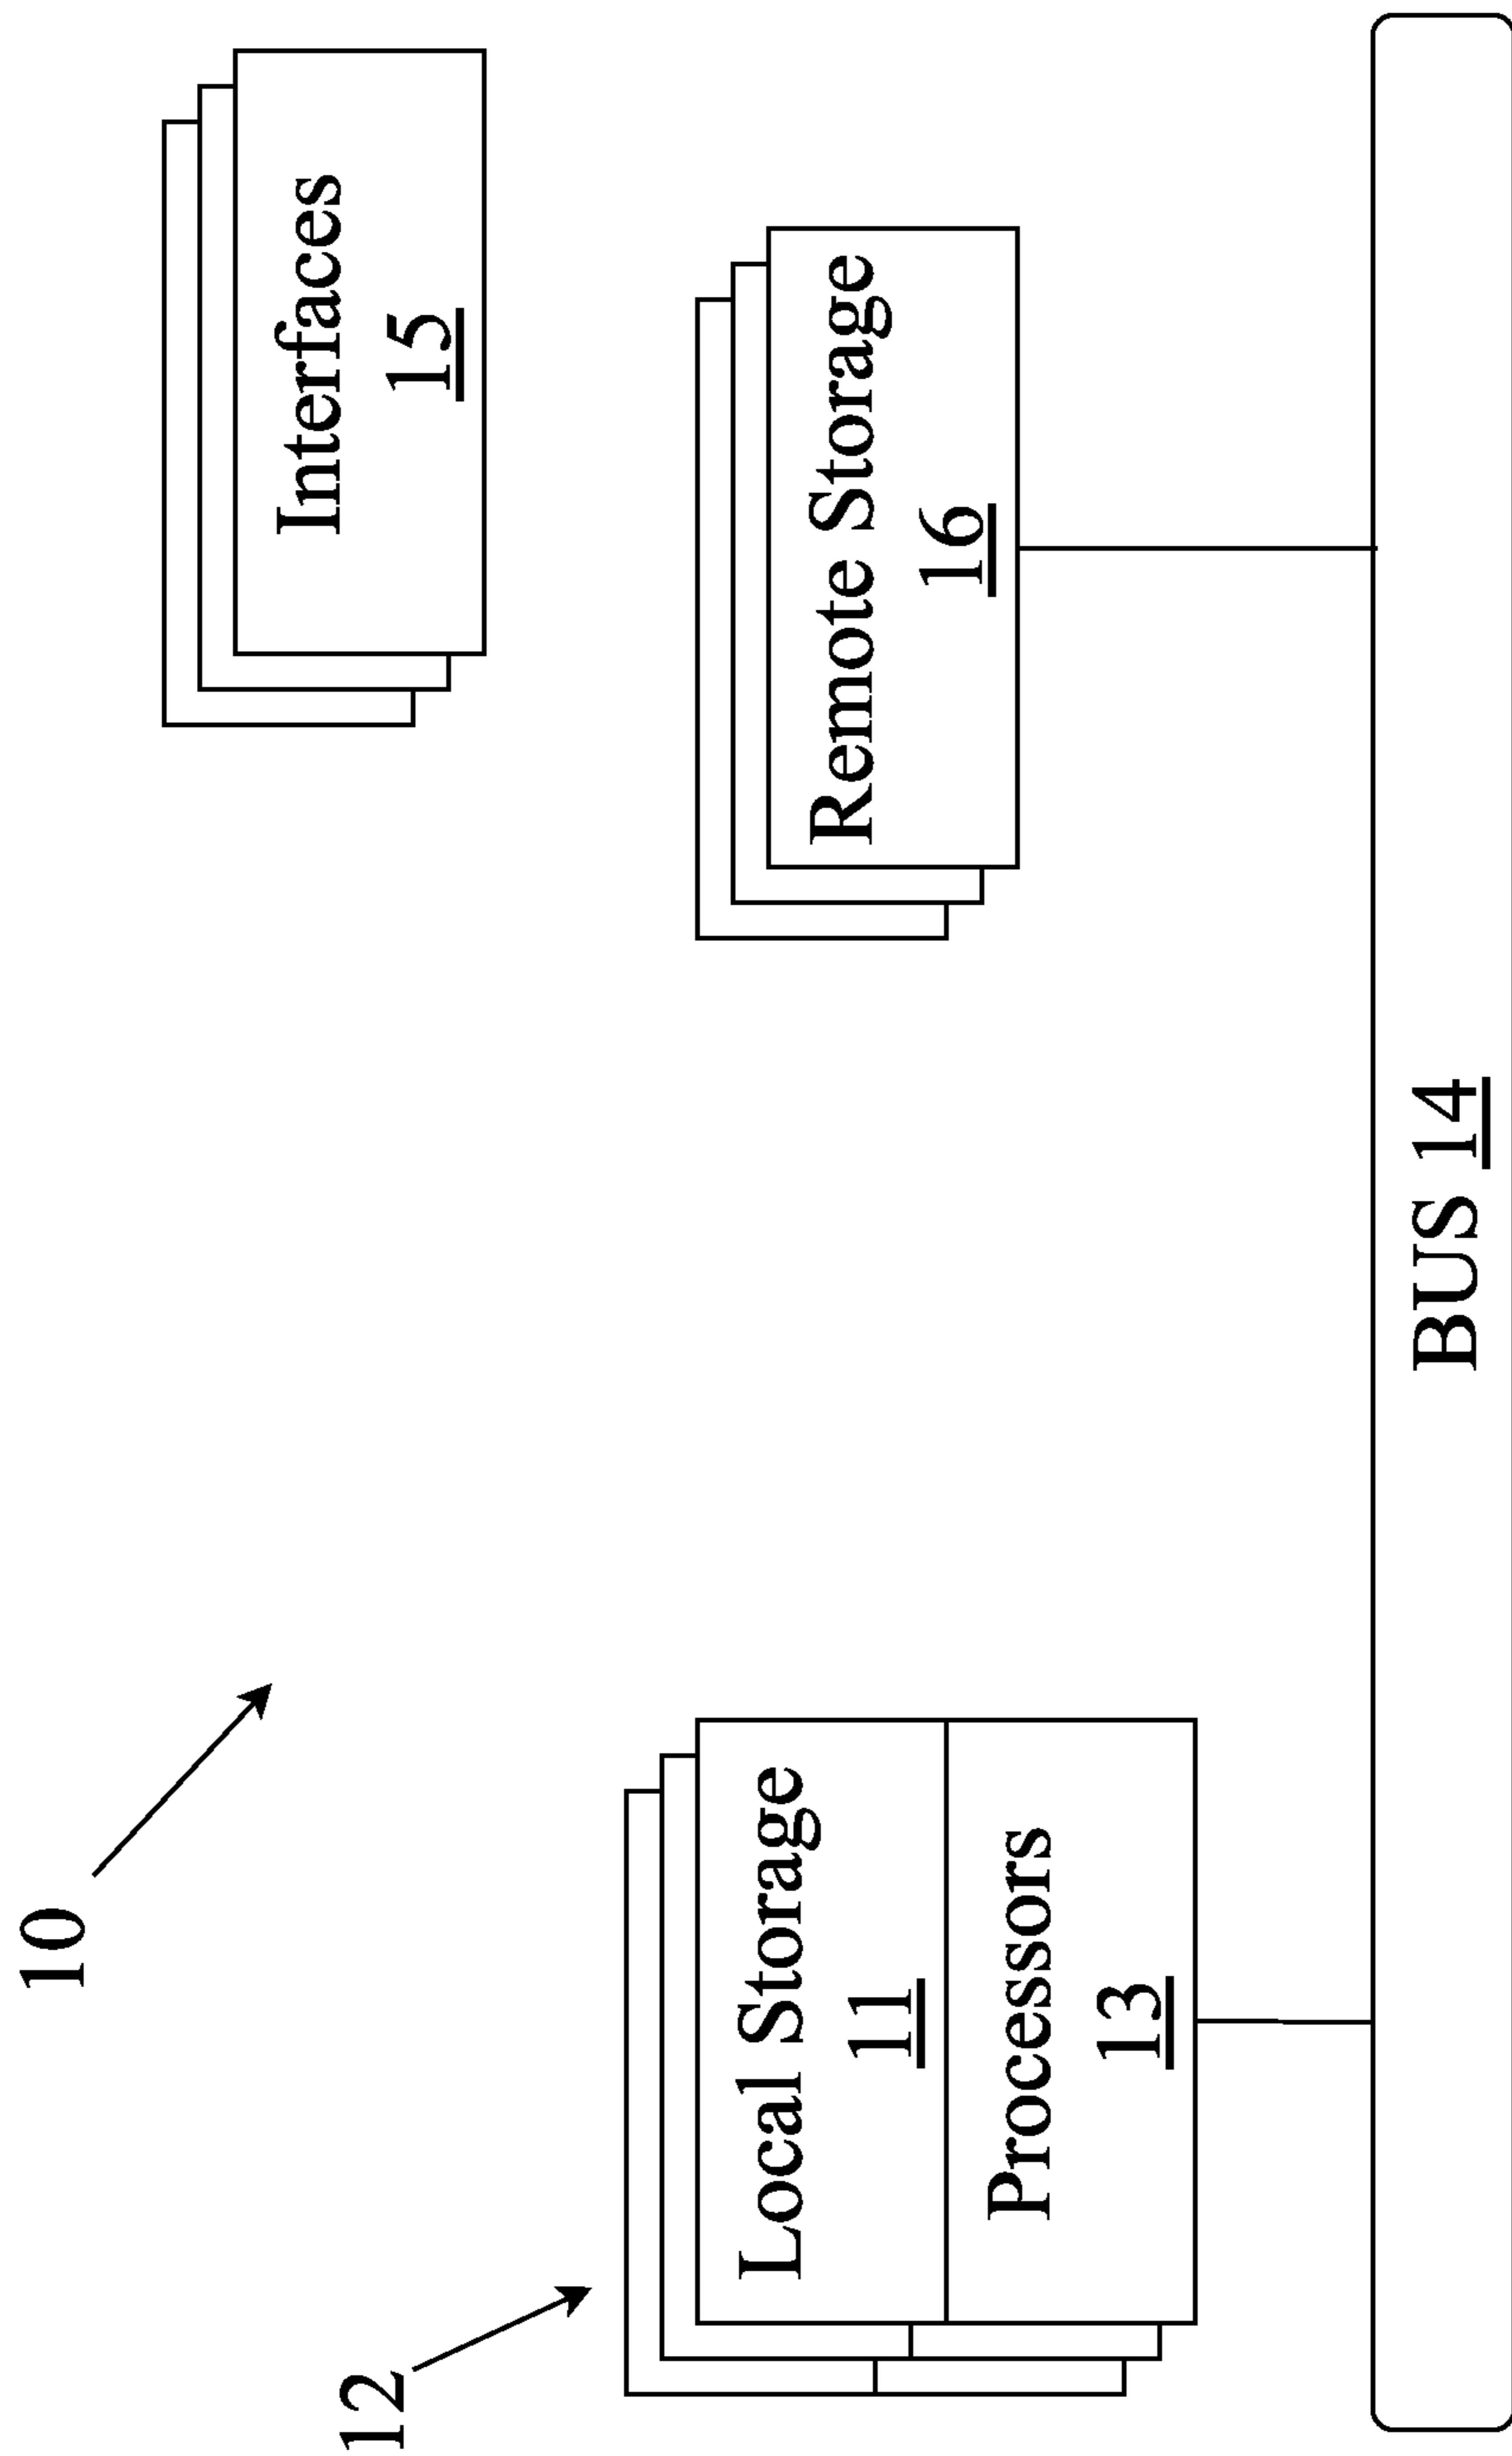 10
12
Interfaces
15
Local Storage
11
Processors
13
Remote Storage
16
BUS 14